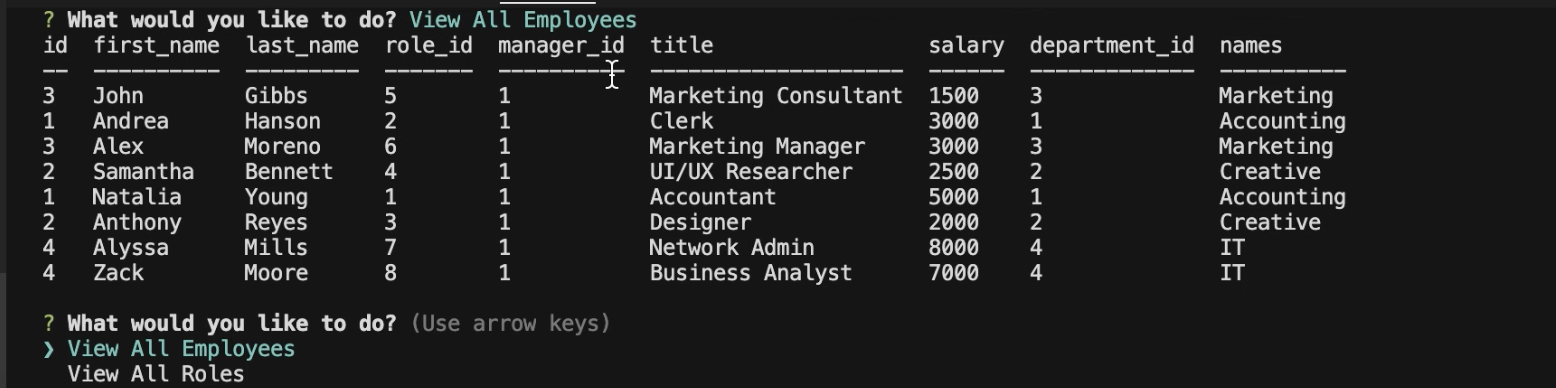 ? What would you like to do? View All Employees
id first_name last_name role_id manager_id title salary department_id names
-- ---------- --------- ------- ---------- -------------------- ------ ------------- ----------
3 John Gibbs 5 1 Marketing Consultant 1500 3 Marketing
1 Andrea Hanson 2 1 Clerk 3000 1 Accounting
3 Alex Moreno 6 1 Marketing Manager 3000 3 Marketing
2 Samantha Bennett 4 1 UI/UX Researcher 2500 2 Creative
1 Natalia Young 1 1 Accountant 5000 1 Accounting
2 Anthony Reyes 3 1 Designer 2000 2 Creative
4 Alyssa Mills 7 1 Network Admin 8000 4 IT
4 Zack Moore 8 1 Business Analyst 7000 4 IT
? What would you like to do? (Use arrow keys)
❯ View All Employees
View All Roles